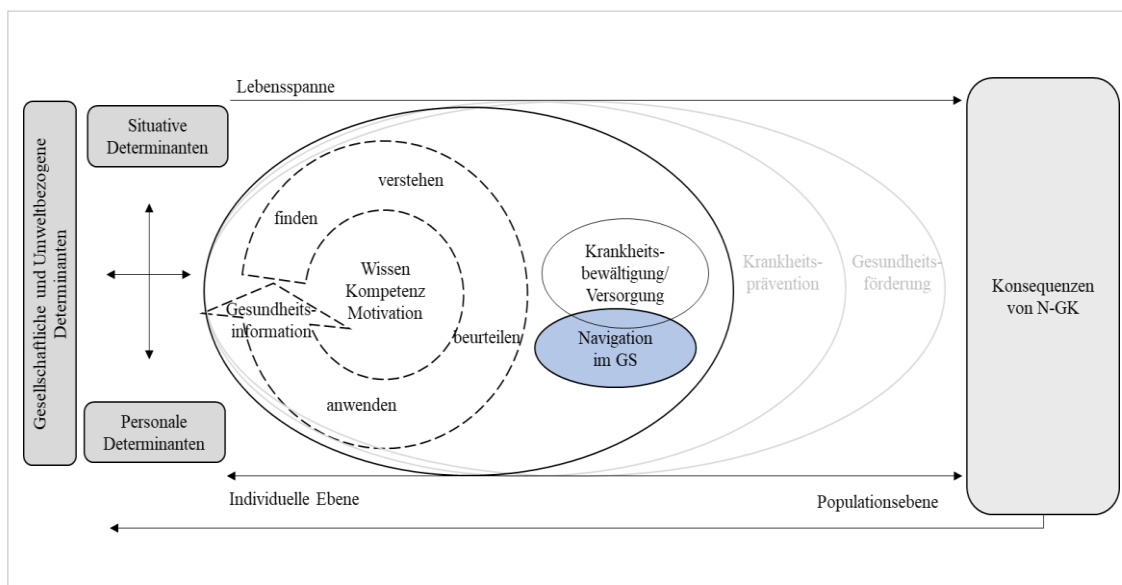 Lebensspanne
Gesellschaftliche und Umweltbezogene
Determinanten
Situative
Determinanten
Personale
Determinanten
finden
verstehen
beurteilen
anwenden
Gesundheits-
information
Wissen
Kompetenz
Motivation
Krankheits-
bewältigung/
Versorgung
Navigation
im GS
Krankheits-
prävention
Gesundheits-
förderung
Konsequenzen
von N-GK
Individuelle Ebene
Populationsebene